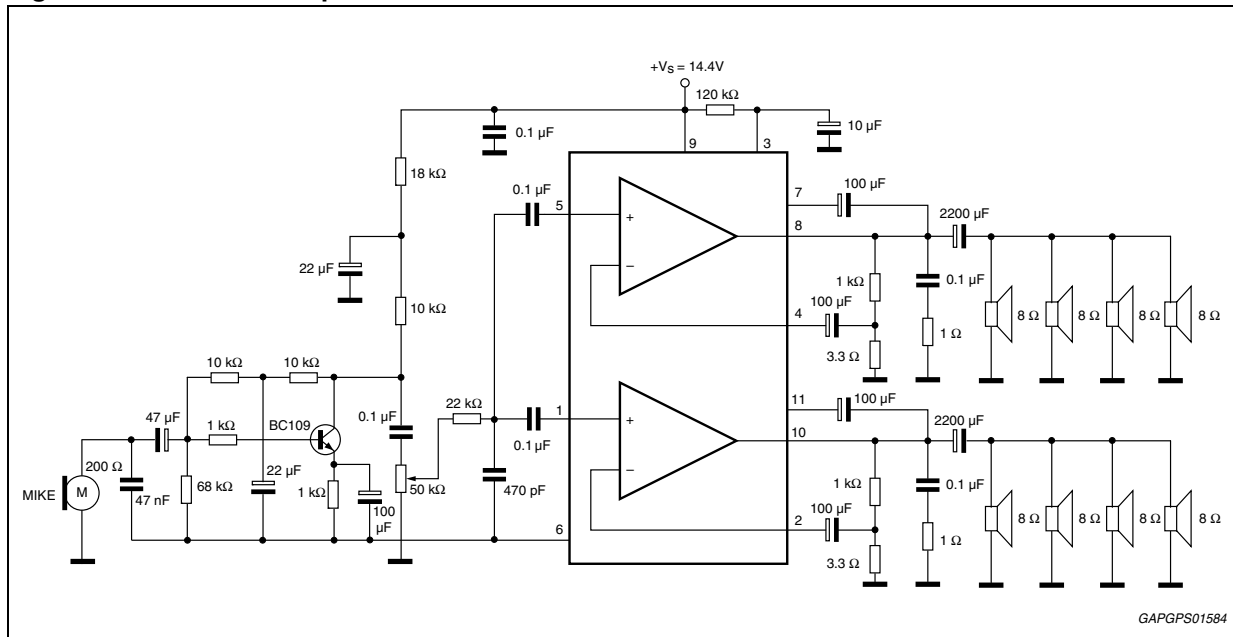 +VS = 14.4V
120 kΩ
0.1 µF
10 µF
9
3
18 kΩ
0.1 µF
5
7
100 µF
2200 µF
8
+
−
22 µF
1 kΩ
0.1 µF
100 µF
4
8 Ω
8 Ω
8 Ω
8 Ω
10 kΩ
3.3 Ω
1 Ω
10 kΩ
10 kΩ
22 kΩ
1
11
100 µF
47 µF
1 kΩ
BC109
0.1 µF
0.1 µF
+
−
10
2200 µF
200 Ω
22 µF
1 kΩ
0.1 µF
MIKE
M
47 nF
68 kΩ
1 kΩ
100 µF
50 kΩ
470 pF
100 µF
2
8 Ω
8 Ω
8 Ω
8 Ω
6
3.3 Ω
1 Ω
GAPGPS01584